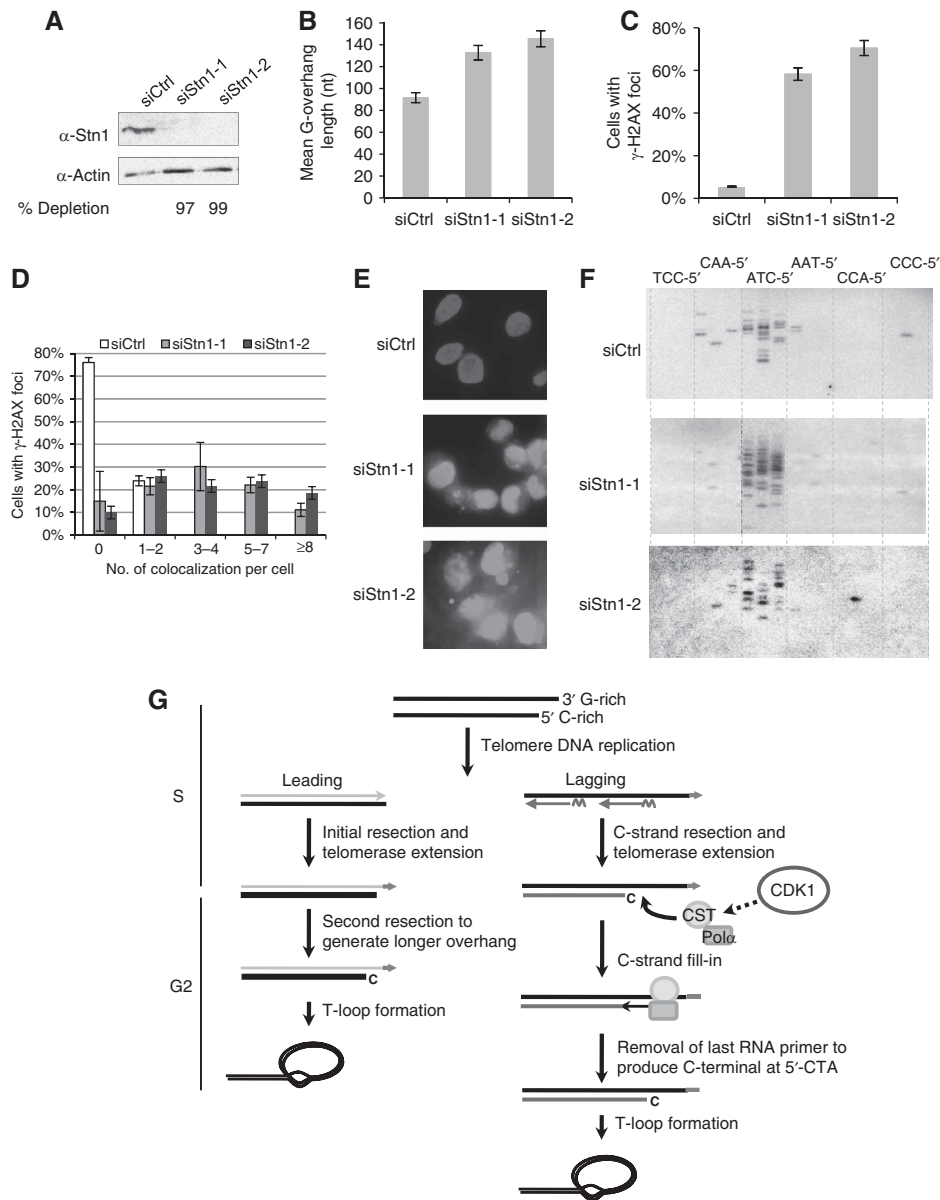 A
siCtrl
siStn1-1
siStn1-2
α-Stn1
α-Actin
% Depletion
97 99
B
Mean G-overhang
length (nt)
160
140
120
100
80
60
40
20
0
siCtrl siStn1-1 siStn1-2
C
Cells with
γ-H2AX foci
80%
60%
40%
20%
0%
siCtrl siStn1-1 siStn1-2
D
siCtrl siStn1-1 siStn1-2
Cells with γ-H2AX foci
80%
70%
60%
50%
40%
30%
20%
10%
0%
0 1–2 3–4 5–7 ≥8
No. of colocalization per cell
E
siCtrl
siStn1-1
siStn1-2
F
TCC-5′ CAA-5′ ATC-5′ AAT-5′ CCA-5′ CCC-5′
siCtrl
siStn1-1
siStn1-2
G
3′ G-rich
5′ C-rich
Telomere DNA replication
S
Leading
Initial resection and
telomerase extension
G2
Second resection to
generate longer overhang
C
T-loop formation
Lagging
C-strand resection and
telomerase extension
C
CST
Polα
CDK1
C-strand fill-in
Removal of last RNA primer to
produce C-terminal at 5′-CTA
C
T-loop formation